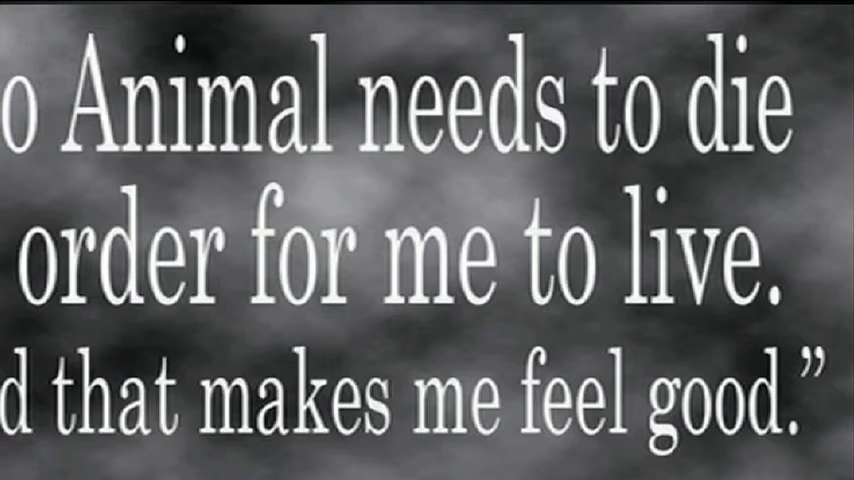 o Animal needs to die
order for me to live.
d that makes me feel good.”